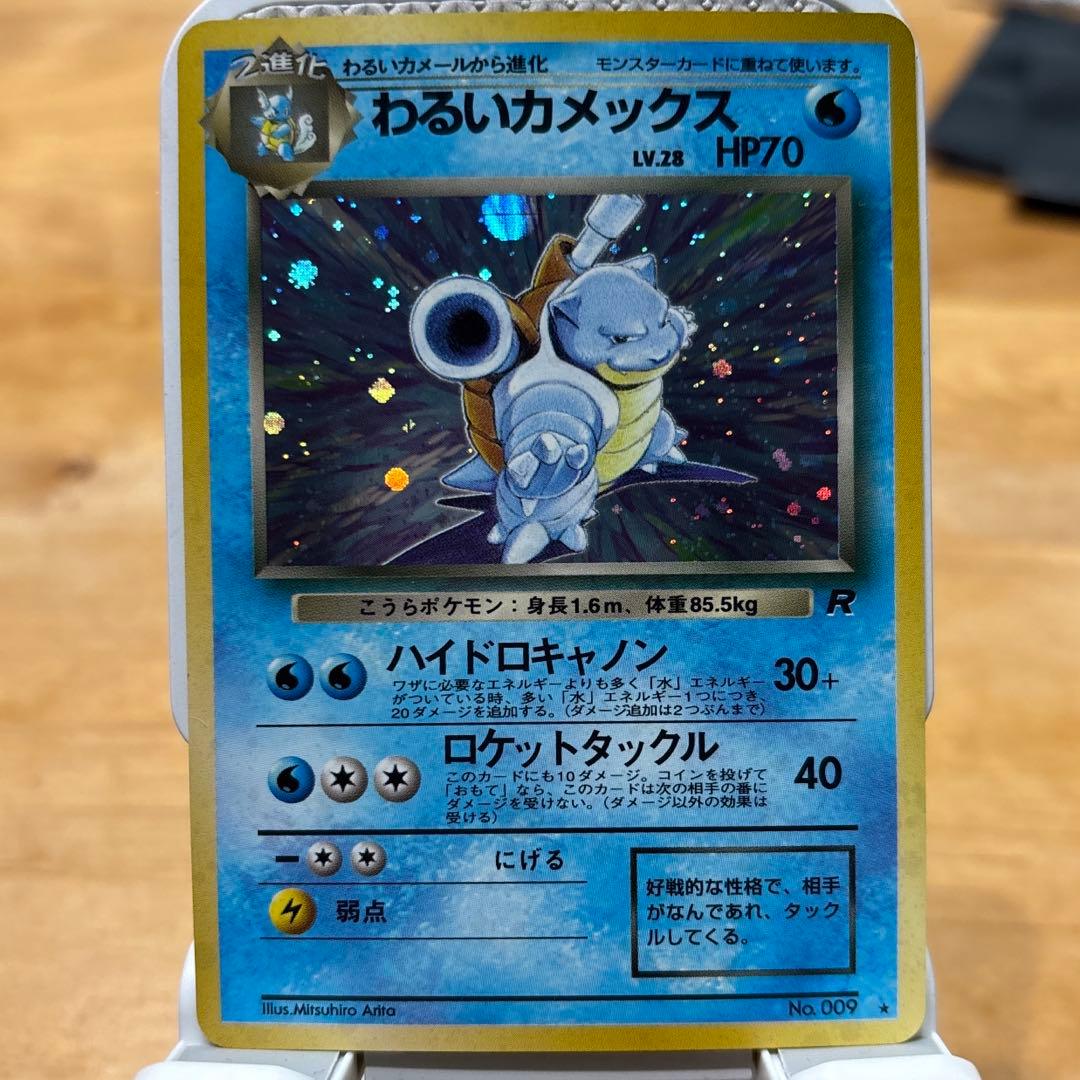 2進化 わるいカメールから進化 モンスターカードに重ねて使います。
わるいカメックス
LV.28 HP70
こうらポケモン：身長1.6m、体重85.5kg R
ハイドロキャノン 30+
ワザに必要なエネルギーよりも多く「水」エネルギー
がついている時、多い「水」エネルギー1つにつき、
20ダメージを追加する。（ダメージ追加は2つぶんまで）
ロケットタックル 40
このカードにも10ダメージ。コインを投げて
「おもて」なら、このカードは次の相手の番に
ダメージを受けない。（ダメージ以外の効果は
受ける）
ー にげる
弱点
好戦的な性格で、相手
がなんであれ、タック
ルしてくる。
Illus.Mitsuhiro Arita No. 009 ★